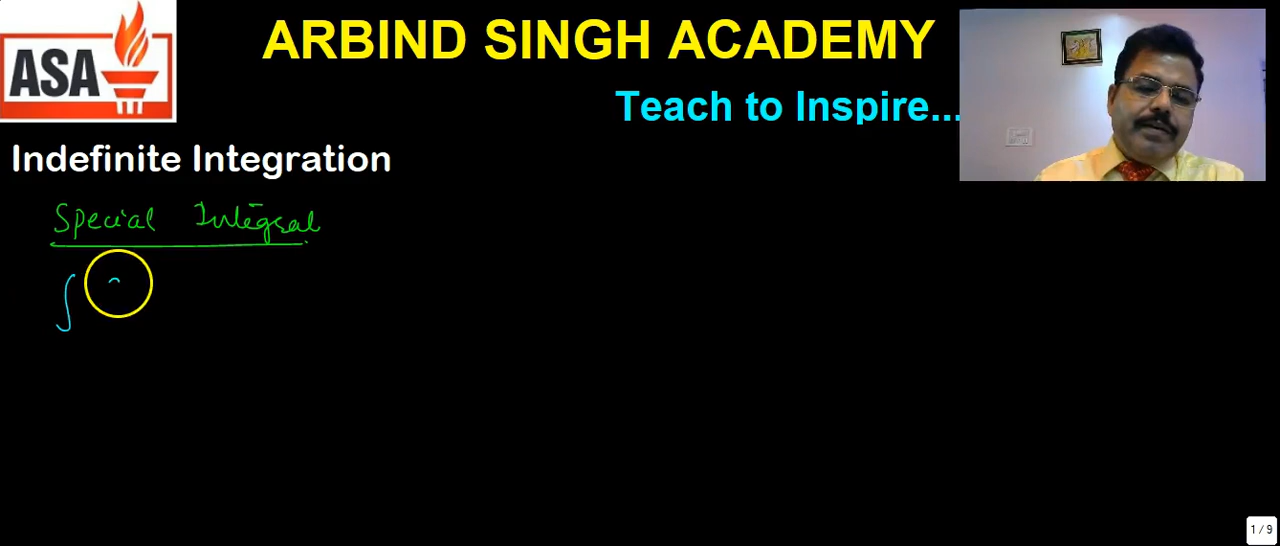 ASA
ARBIND SINGH ACADEMY
Teach to Inspire...
Indefinite Integration
Special Integral
∫
1 / 9